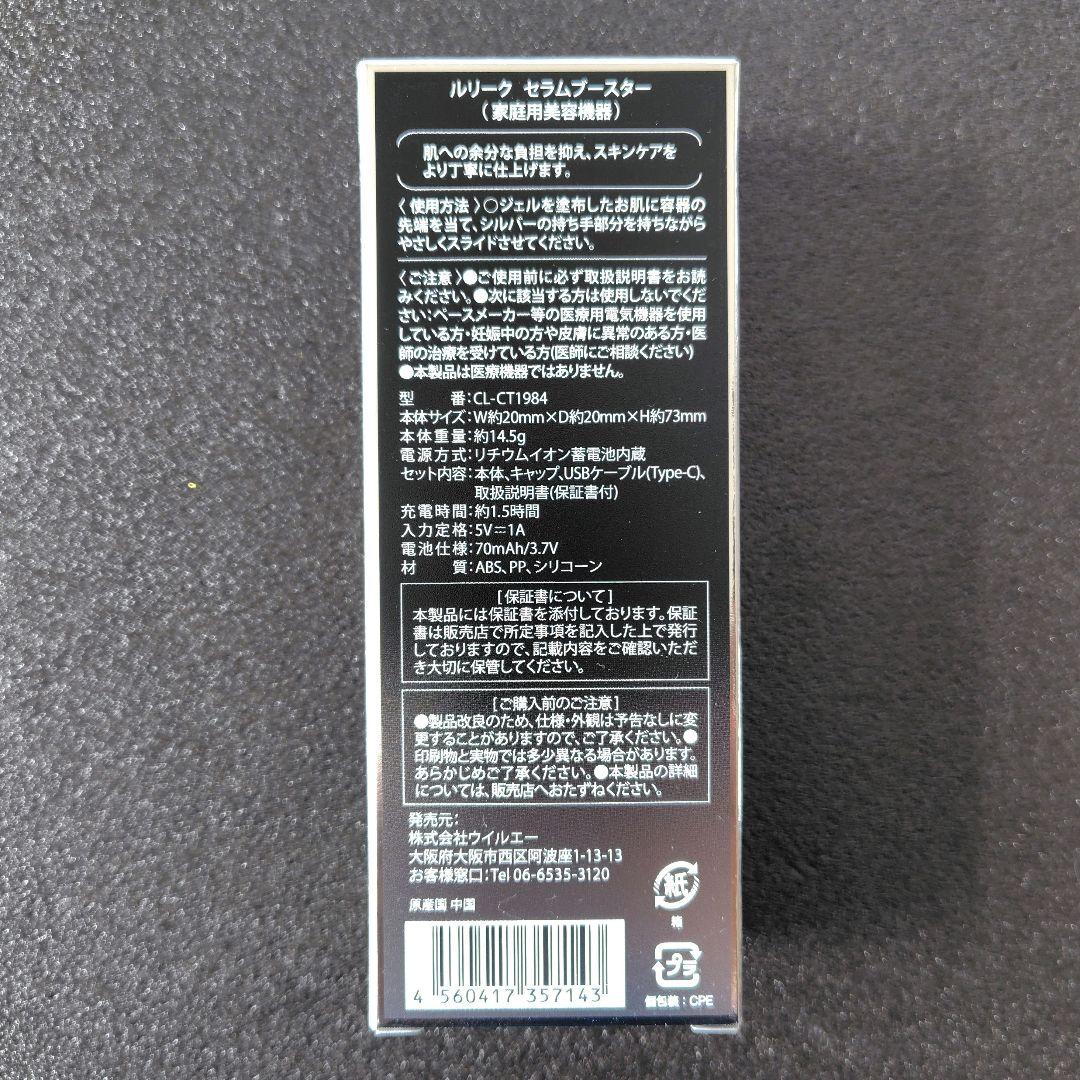 ルリーク セラムブースター
(家庭用美容機器)
肌への余分な負担を抑え、スキンケアを
より丁寧に仕上げます。
〈 使用方法 〉○ジェルを塗布したお肌に容器の
先端を当て、シルバーの持ち手部分を持ちながら
やさしくスライドさせてください。
〈ご注意 〉●ご使用前に必ず取扱説明書をお読
みください。●次に該当する方は使用しないでくだ
さい:ペースメーカー等の医療用電気機器を使用
している方・妊娠中の方や皮膚に異常のある方・医
師の治療を受けている方(医師にご相談ください)
●本製品は医療機器ではありません。
型 番:CL-CT1984
本体サイズ:W約20mm×D約20mm×H約73mm
本体重量:約14.5g
電源方式:リチウムイオン蓄電池内蔵
セット内容:本体、キャップ、USBケーブル(Type-C)、
取扱説明書(保証書付)
充電時間:約1.5時間
入力定格:5V⎓1A
電池仕様:70mAh/3.7V
材 質:ABS、PP、シリコーン
[保証書について]
本製品には保証書を添付しております。保証
書は販売店で所定事項を記入した上で発行
しておりますので、記載内容をご確認いただ
き大切に保管してください。
[ご購入前のご注意]
●製品改良のため、仕様・外観は予告なしに変
更することがありますので、ご了承ください。●
印刷物と実物では多少異なる場合があります。
あらかじめご了承ください。●本製品の詳細
については、販売店へおたずねください。
発売元:
株式会社ウイルエー
大阪府大阪市西区阿波座1-13-13
お客様窓口:Tel 06-6535-3120
原産国 中国
紙
箱
プラ
個包装:CPE
4 560417 357143